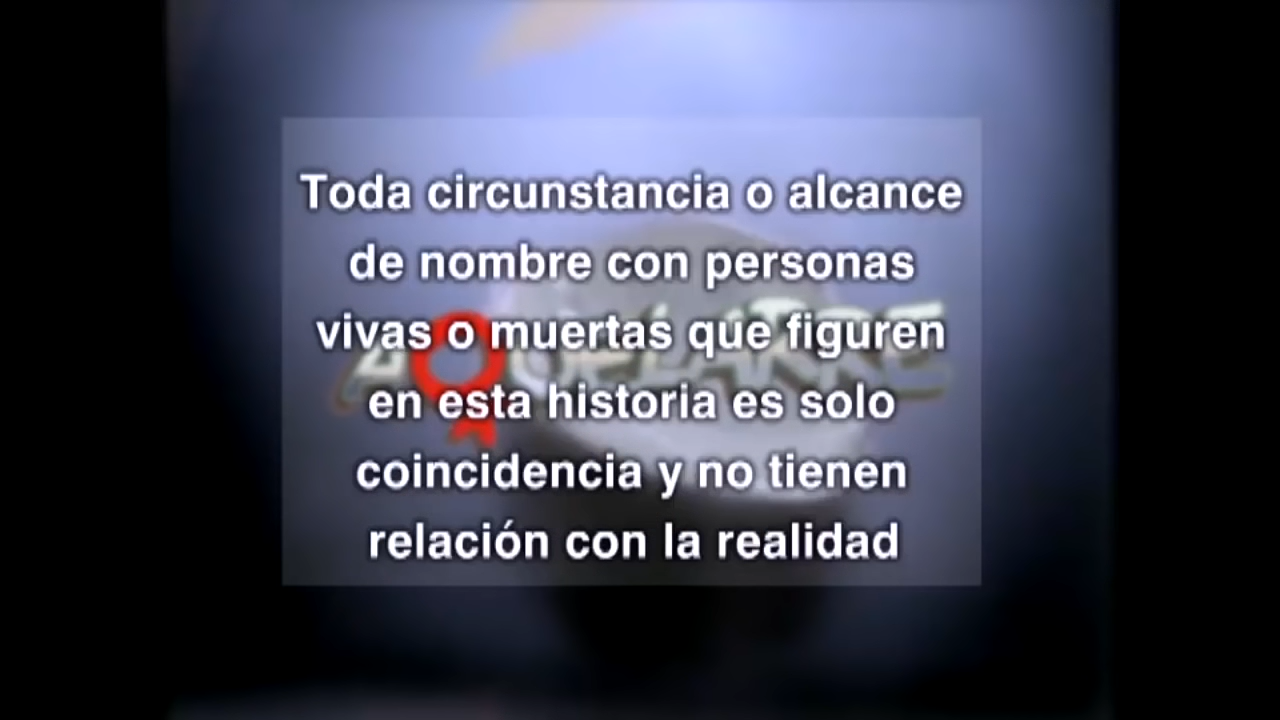 Toda circunstancia o alcance
de nombre con personas
vivas o muertas que figuren
en esta historia es solo
coincidencia y no tienen
relación con la realidad
AQUELARRE